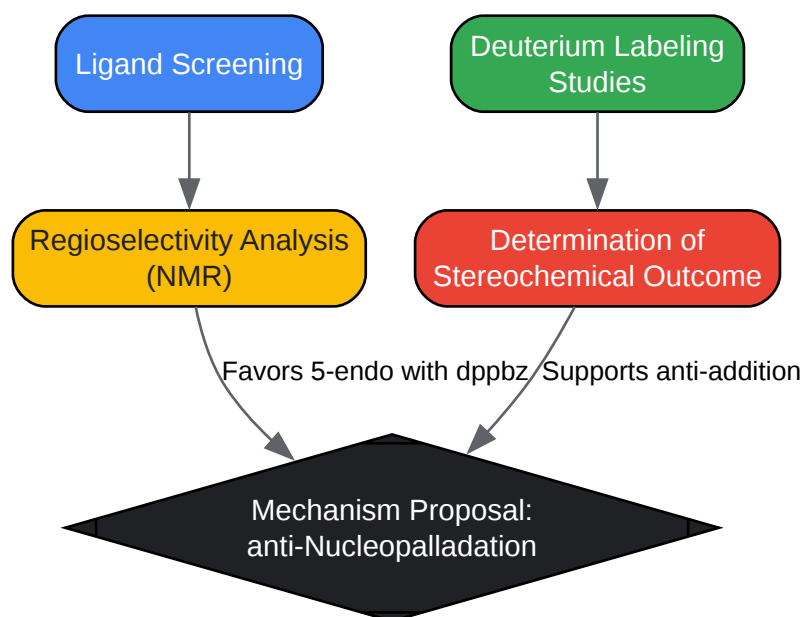 Ligand Screening
Deuterium Labeling
Studies
Regioselectivity Analysis
(NMR)
Determination of
Stereochemical Outcome
Favors 5-endo with dppbz
Supports anti-addition
Mechanism Proposal:
anti-Nucleopalladation